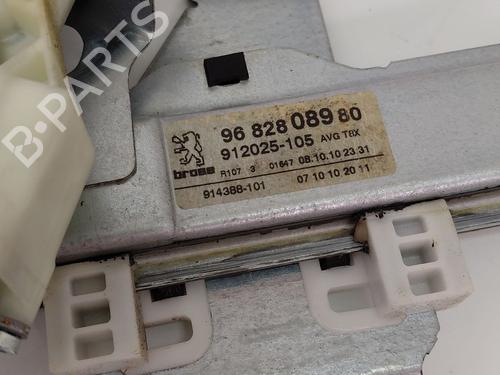 B-PARTS
96 828 089 80
912025-105 AVG TBX
brose R107 3 01647 08.10.10 23.31
914388-101 07 10 10 20 11